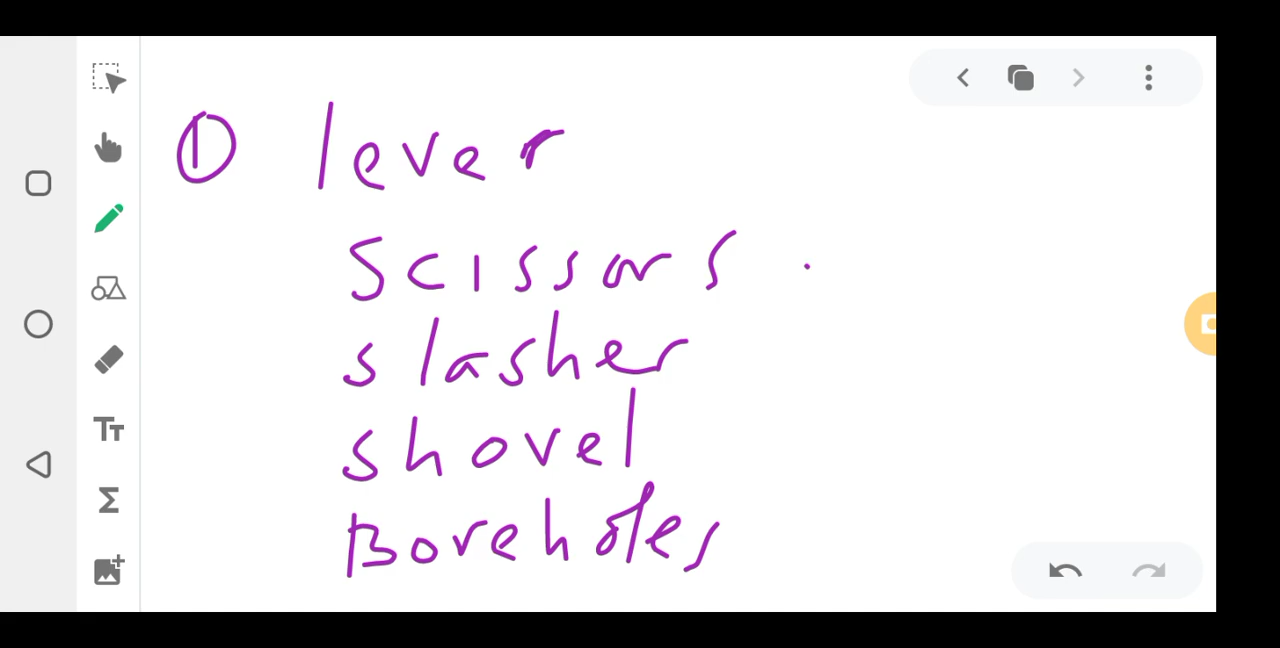 ① lever
Scissors .
slasher
shovel
Boreholes